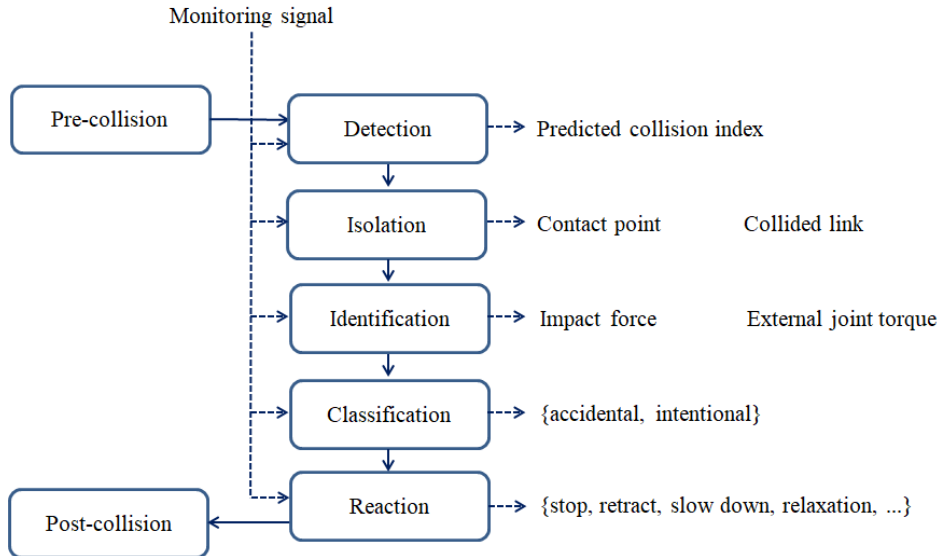 Monitoring signal
Pre-collision
Detection
Predicted collision index
Isolation
Contact point
Collided link
Identification
Impact force
External joint torque
Classification
{accidental, intentional}
Reaction
{stop, retract, slow down, relaxation, ...}
Post-collision